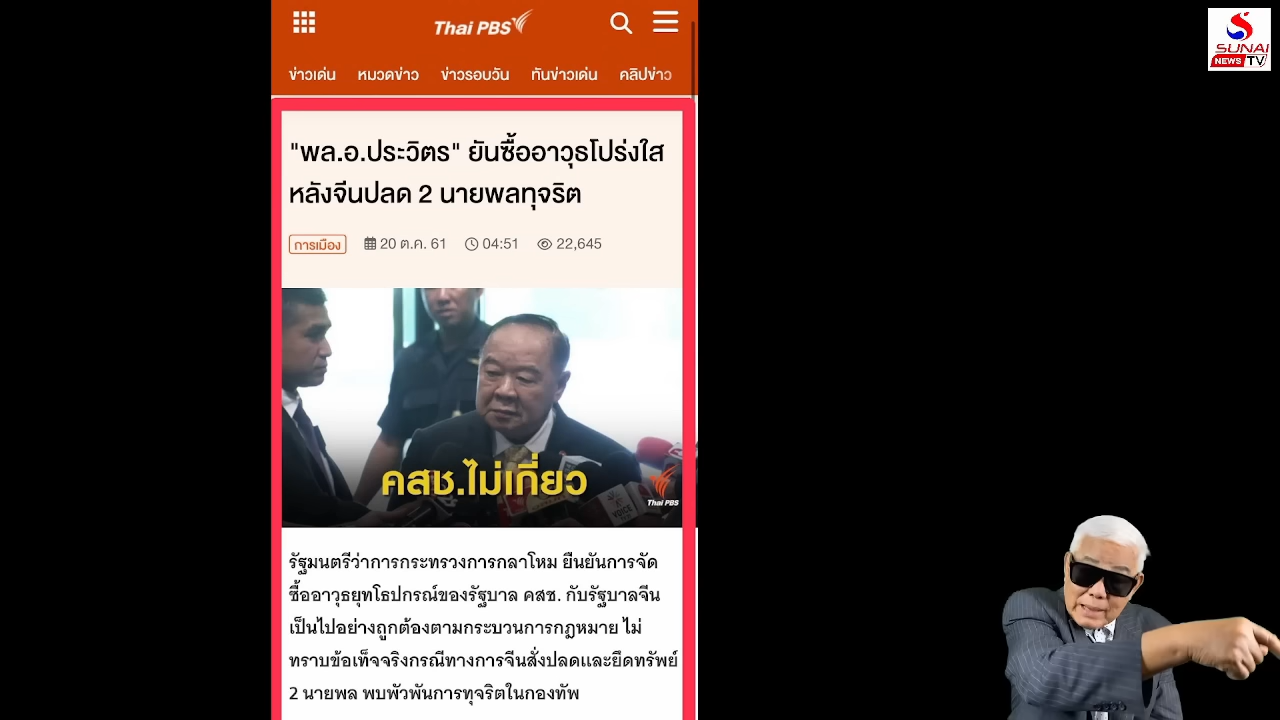 Thai PBS
SUNAI
NEWS TV
ข่าวเด่น หมวดข่าว ข่าวรอบวัน ทันข่าวเด่น คลิปข่าว
"พล.อ.ประวิตร" ยันซื้ออาวุธโปร่งใส
หลังจีนปลด 2 นายพลทุจริต
การเมือง 20 ต.ค. 61 04:51 22,645
คสช.ไม่เกี่ยว
Thai PBS
VOICE
รัฐมนตรีว่าการกระทรวงการกลาโหม ยืนยันการจัด
ซื้ออาวุธยุทโธปกรณ์ของรัฐบาล คสช. กับรัฐบาลจีน
เป็นไปอย่างถูกต้องตามกระบวนการกฎหมาย ไม่
ทราบข้อเท็จจริงกรณีทางการจีนสั่งปลดและยึดทรัพย์
2 นายพล พบพัวพันการทุจริตในกองทัพ